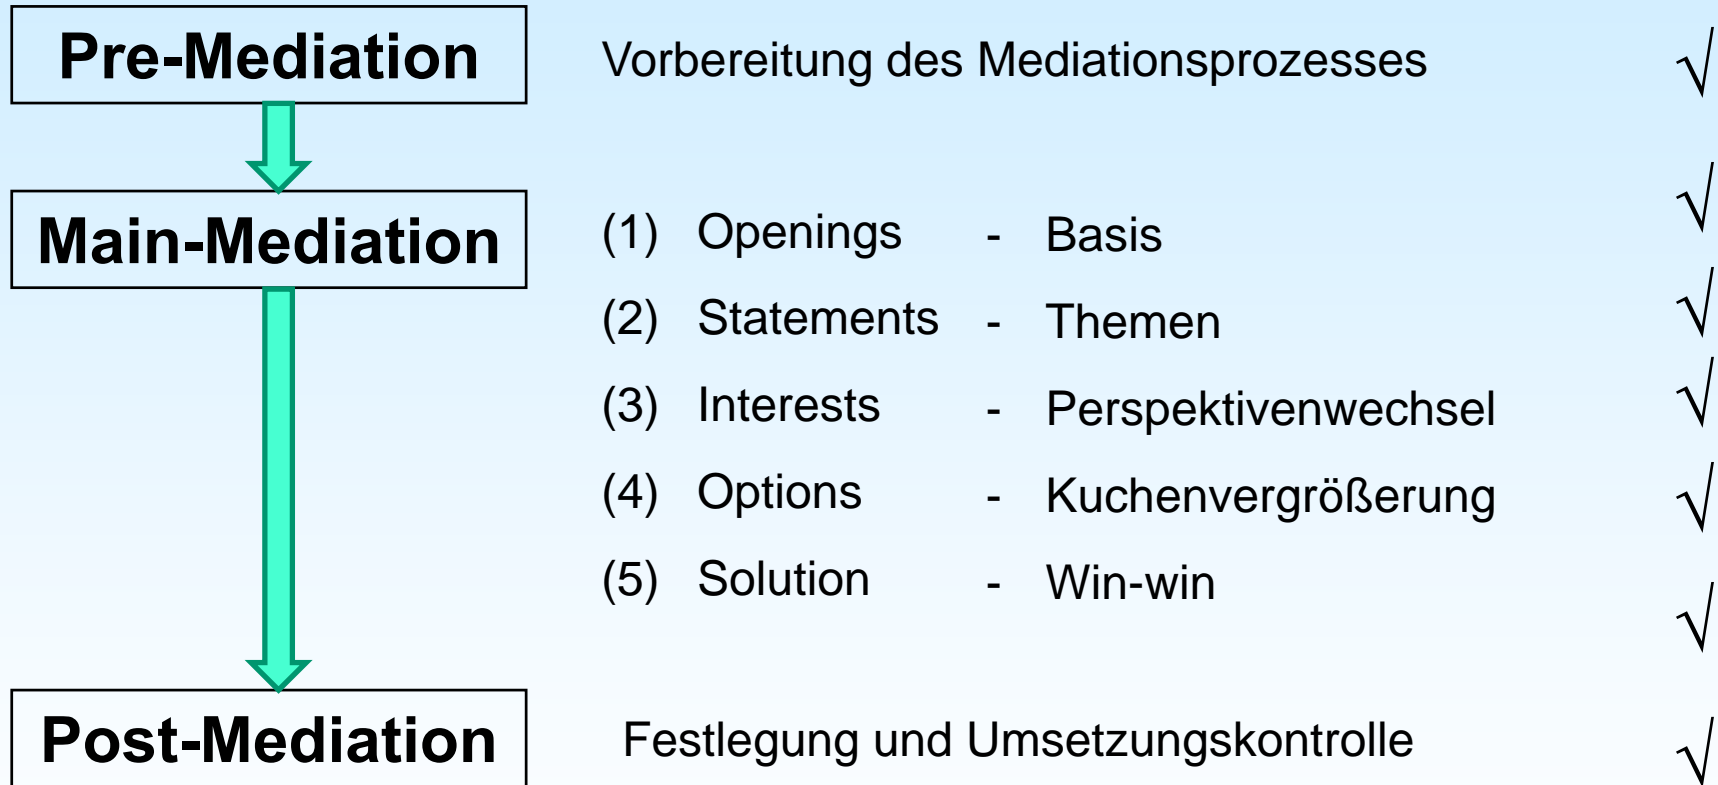 Pre-Mediation Vorbereitung des Mediationsprozesses √
Main-Mediation (1) Openings - Basis √
(2) Statements - Themen √
(3) Interests - Perspektivenwechsel √
(4) Options - Kuchenvergrößerung √
(5) Solution - Win-win √
Post-Mediation Festlegung und Umsetzungskontrolle √